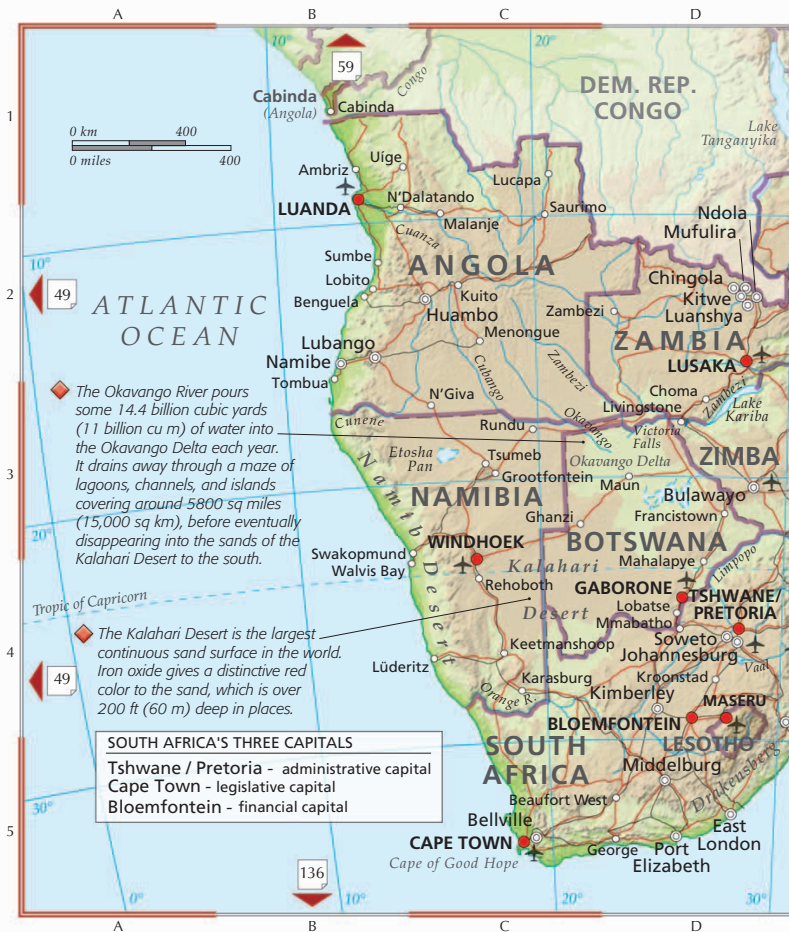 A
B
C
D
10°
20°
59
1
Congo
DEM. REP.
CONGO
Cabinda
(Angola)
Cabinda
Lake
Tanganyika
0 km 400
0 miles 400
Ambriz
Uíge
Lucapa
LUANDA
N'Dalatando
Malanje
Saurimo
Ndola
Mufulira
Cuanza
10°
Sumbe
ANGOLA
49
2
ATLANTIC
OCEAN
Lobito
Benguela
Kuito
Huambo
Chingola
Kitwe
Luanshya
Zambezi
Menongue
ZAMBIA
Lubango
Namibe
Tombua
LUSAKA
Cubango
Zambezi
N'Giva
Choma
Livingstone
Zambezi
Lake
Kariba
The Okavango River pours
some 14.4 billion cubic yards
(11 billion cu m) of water into
the Okavango Delta each year.
It drains away through a maze of
lagoons, channels, and islands
covering around 5800 sq miles
(15,000 sq km), before eventually
disappearing into the sands of the
Kalahari Desert to the south.
Cunene
Rundu
Okavango
Victoria
Falls
3
Etosha
Pan
Tsumeb
Grootfontein
Okavango Delta
Maun
ZIMBA
Bulawayo
NAMIBIA
Ghanzi
Francistown
20°
Namib Desert
WINDHOEK
BOTSWANA
Swakopmund
Walvis Bay
Mahalapye
Limpopo
Kalahari
Desert
Rehoboth
GABORONE
TSHWANE/
PRETORIA
Lobatse
Mmabatho
Tropic of Capricorn
The Kalahari Desert is the largest
continuous sand surface in the world.
Iron oxide gives a distinctive red
color to the sand, which is over
200 ft (60 m) deep in places.
4
49
Soweto
Johannesburg
Keetmanshoop
Lüderitz
Vaal
Karasburg
Kroonstad
Orange R.
Kimberley
MASERU
BLOEMFONTEIN
LESOTHO
SOUTH
AFRICA
Middelburg
Drakensberg
SOUTH AFRICA'S THREE CAPITALS
Tshwane / Pretoria - administrative capital
Cape Town - legislative capital
Bloemfontein - financial capital
30°
5
Beaufort West
Bellville
CAPE TOWN
Cape of Good Hope
George
Port
Elizabeth
East
London
136
0°
10°
20°
30°
A
B
C
D